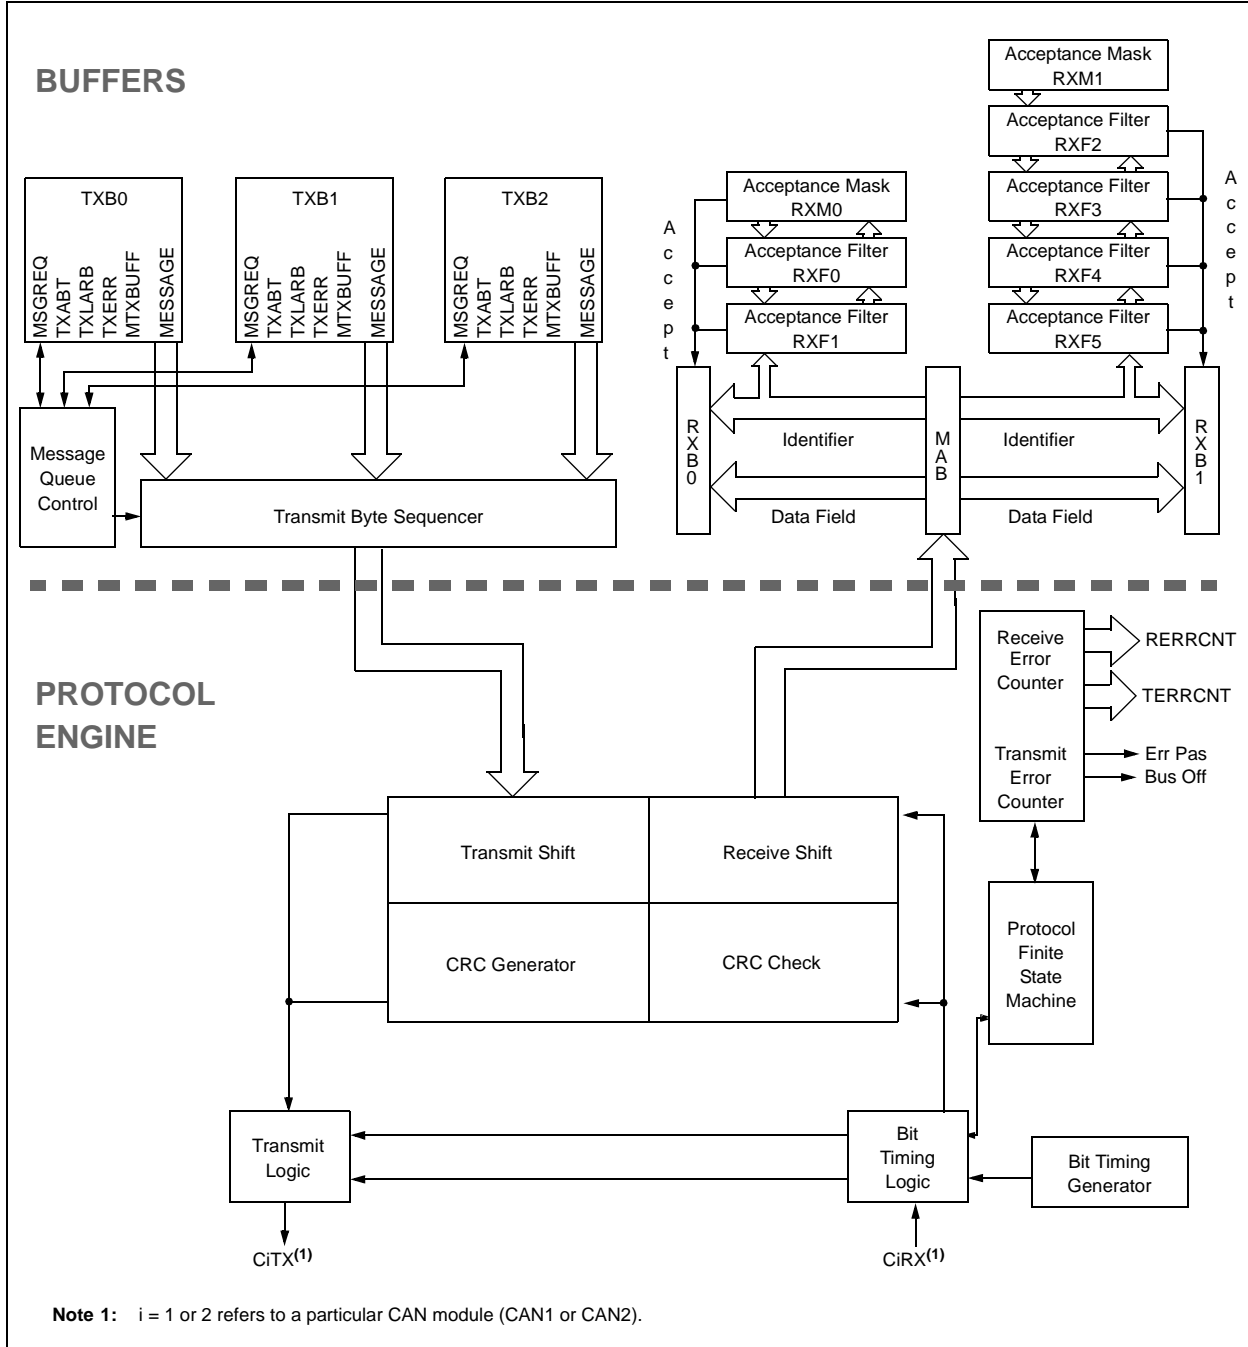 BUFFERS
Acceptance Mask
RXM1
Acceptance Filter
RXF2
Acceptance Filter
RXF3
Acceptance Filter
RXF4
Acceptance Filter
RXF5
Accept
Acceptance Mask
RXM0
Acceptance Filter
RXF0
Acceptance Filter
RXF1
Accept
TXB0
MSGREQ
TXABT
TXLARB
TXERR
MTXBUFF
MESSAGE
TXB1
MSGREQ
TXABT
TXLARB
TXERR
MTXBUFF
MESSAGE
TXB2
MSGREQ
TXABT
TXLARB
TXERR
MTXBUFF
MESSAGE
Message
Queue
Control
Transmit Byte Sequencer
RXB0
Identifier
Data Field
MAB
Identifier
Data Field
RXB1
PROTOCOL
ENGINE
Receive
Error
Counter
Transmit
Error
Counter
RERRCNT
TERRCNT
Err Pas
Bus Off
Transmit Shift
Receive Shift
CRC Generator
CRC Check
Protocol
Finite
State
Machine
Transmit
Logic
Bit
Timing
Logic
Bit Timing
Generator
CiTX(1)
CiRX(1)
Note 1: i = 1 or 2 refers to a particular CAN module (CAN1 or CAN2).